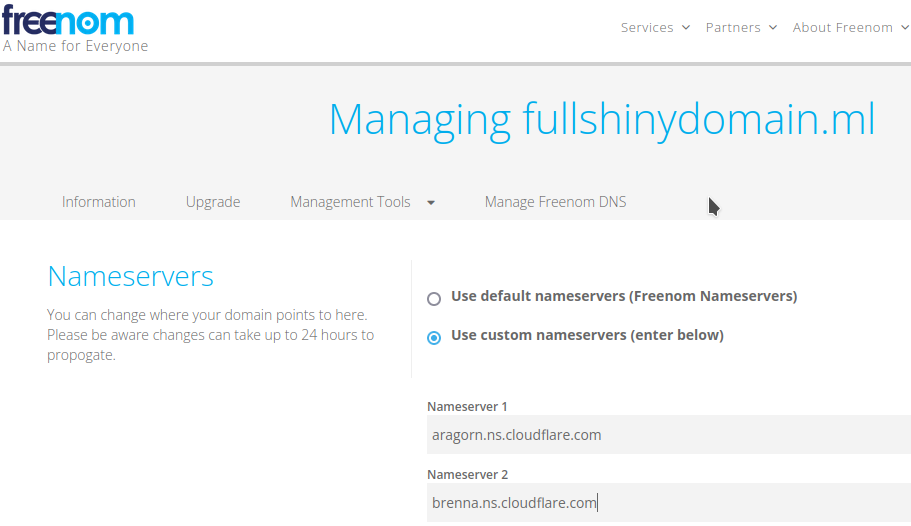 freenom
A Name for Everyone
Services
Partners
About Freenom
Managing fullshinydomain.ml
Information
Upgrade
Management Tools
Manage Freenom DNS
Nameservers
You can change where your domain points to here.
Please be aware changes can take up to 24 hours to
propogate.
Use default nameservers (Freenom Nameservers)
Use custom nameservers (enter below)
Nameserver 1
aragorn.ns.cloudflare.com
Nameserver 2
brenna.ns.cloudflare.com